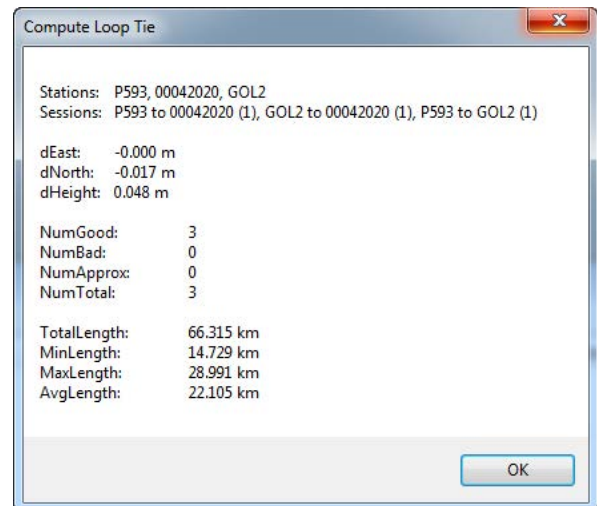 Compute Loop Tie
Stations: P593, 00042020, GOL2
Sessions: P593 to 00042020 (1), GOL2 to 00042020 (1), P593 to GOL2 (1)
dEast: -0.000 m
dNorth: -0.017 m
dHeight: 0.048 m
NumGood: 3
NumBad: 0
NumApprox: 0
NumTotal: 3
TotalLength: 66.315 km
MinLength: 14.729 km
MaxLength: 28.991 km
AvgLength: 22.105 km
OK